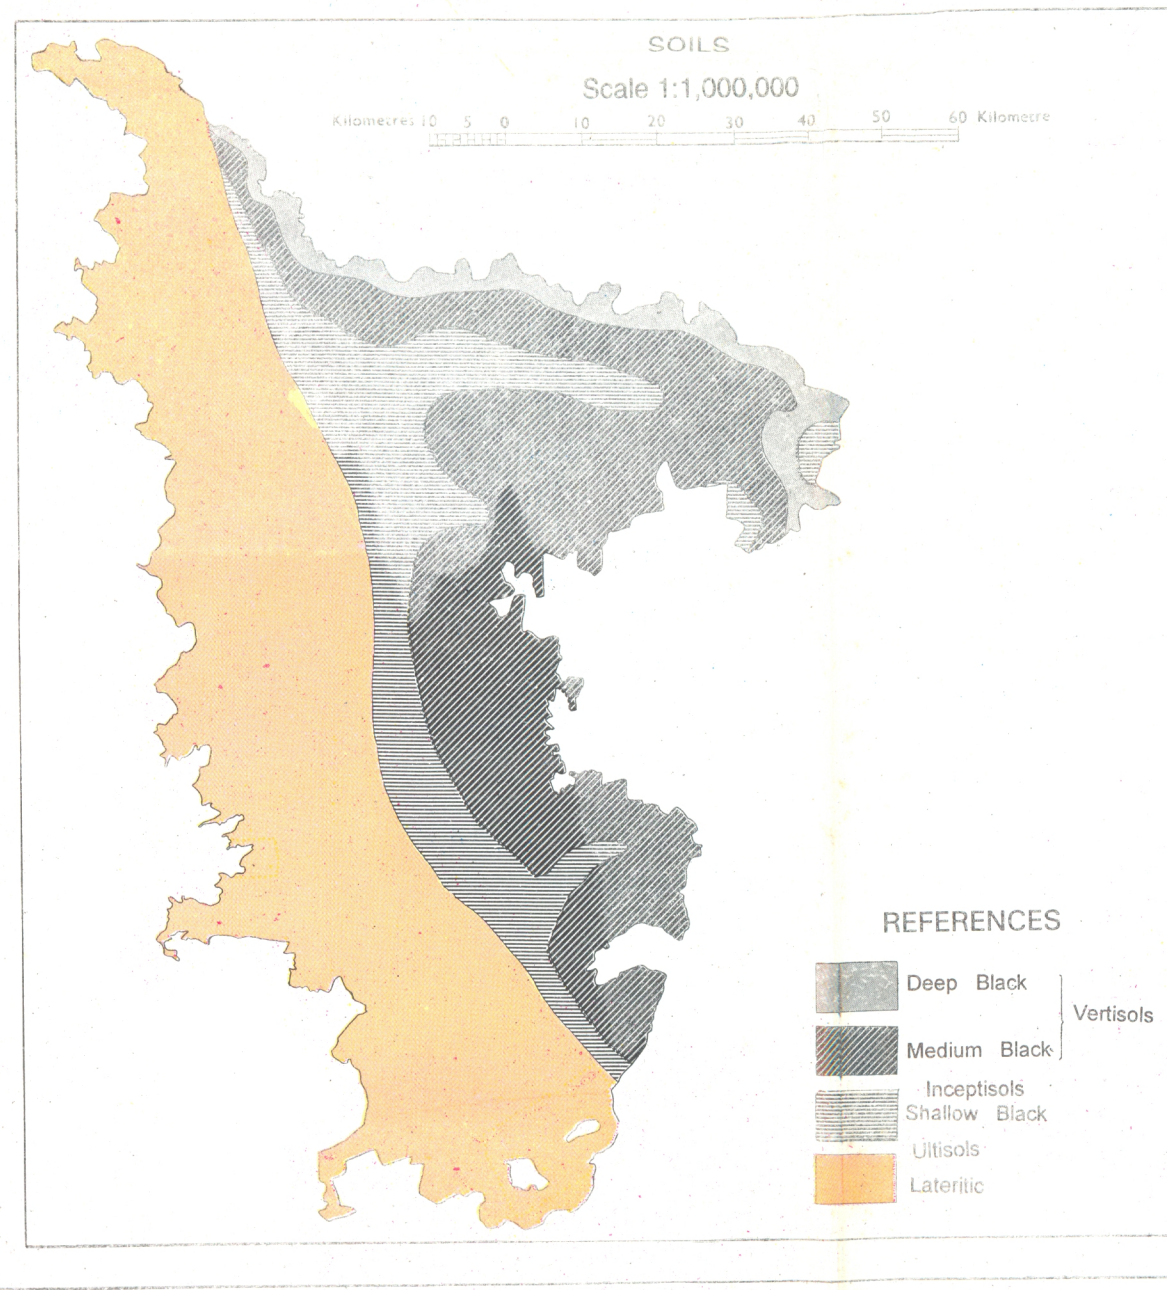 SOILS
Scale 1:1,000,000
Kilometres 10 5 0 10 20 30 40 50 60 Kilometre
REFERENCES
Deep Black
Vertisols
Medium Black
Inceptisols
Shallow Black
Ultisols
Lateritic